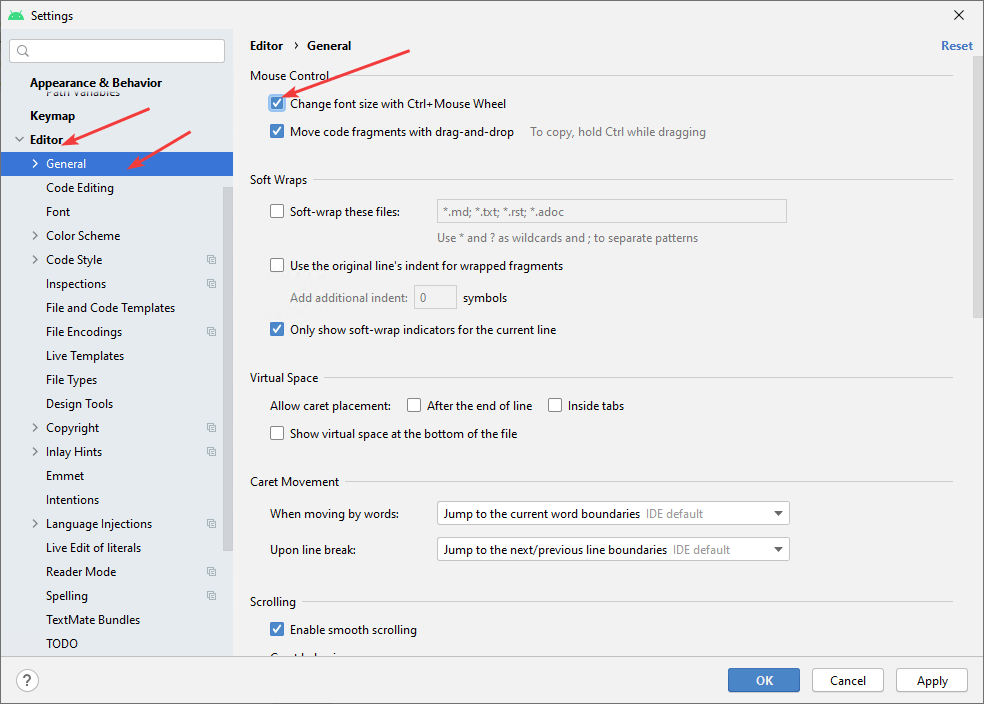 Settings
Appearance & Behavior
Path Variables
Keymap
Editor
General
Code Editing
Font
Color Scheme
Code Style
Inspections
File and Code Templates
File Encodings
Live Templates
File Types
Design Tools
Copyright
Inlay Hints
Emmet
Intentions
Language Injections
Live Edit of literals
Reader Mode
Spelling
TextMate Bundles
TODO
Editor › General
Reset
Mouse Control
Change font size with Ctrl+Mouse Wheel
Move code fragments with drag-and-drop To copy, hold Ctrl while dragging
Soft Wraps
Soft-wrap these files: *.md; *.txt; *.rst; *.adoc
Use * and ? as wildcards and ; to separate patterns
Use the original line's indent for wrapped fragments
Add additional indent: 0 symbols
Only show soft-wrap indicators for the current line
Virtual Space
Allow caret placement: After the end of line Inside tabs
Show virtual space at the bottom of the file
Caret Movement
When moving by words: Jump to the current word boundaries IDE default
Upon line break: Jump to the next/previous line boundaries IDE default
Scrolling
Enable smooth scrolling
? OK Cancel Apply